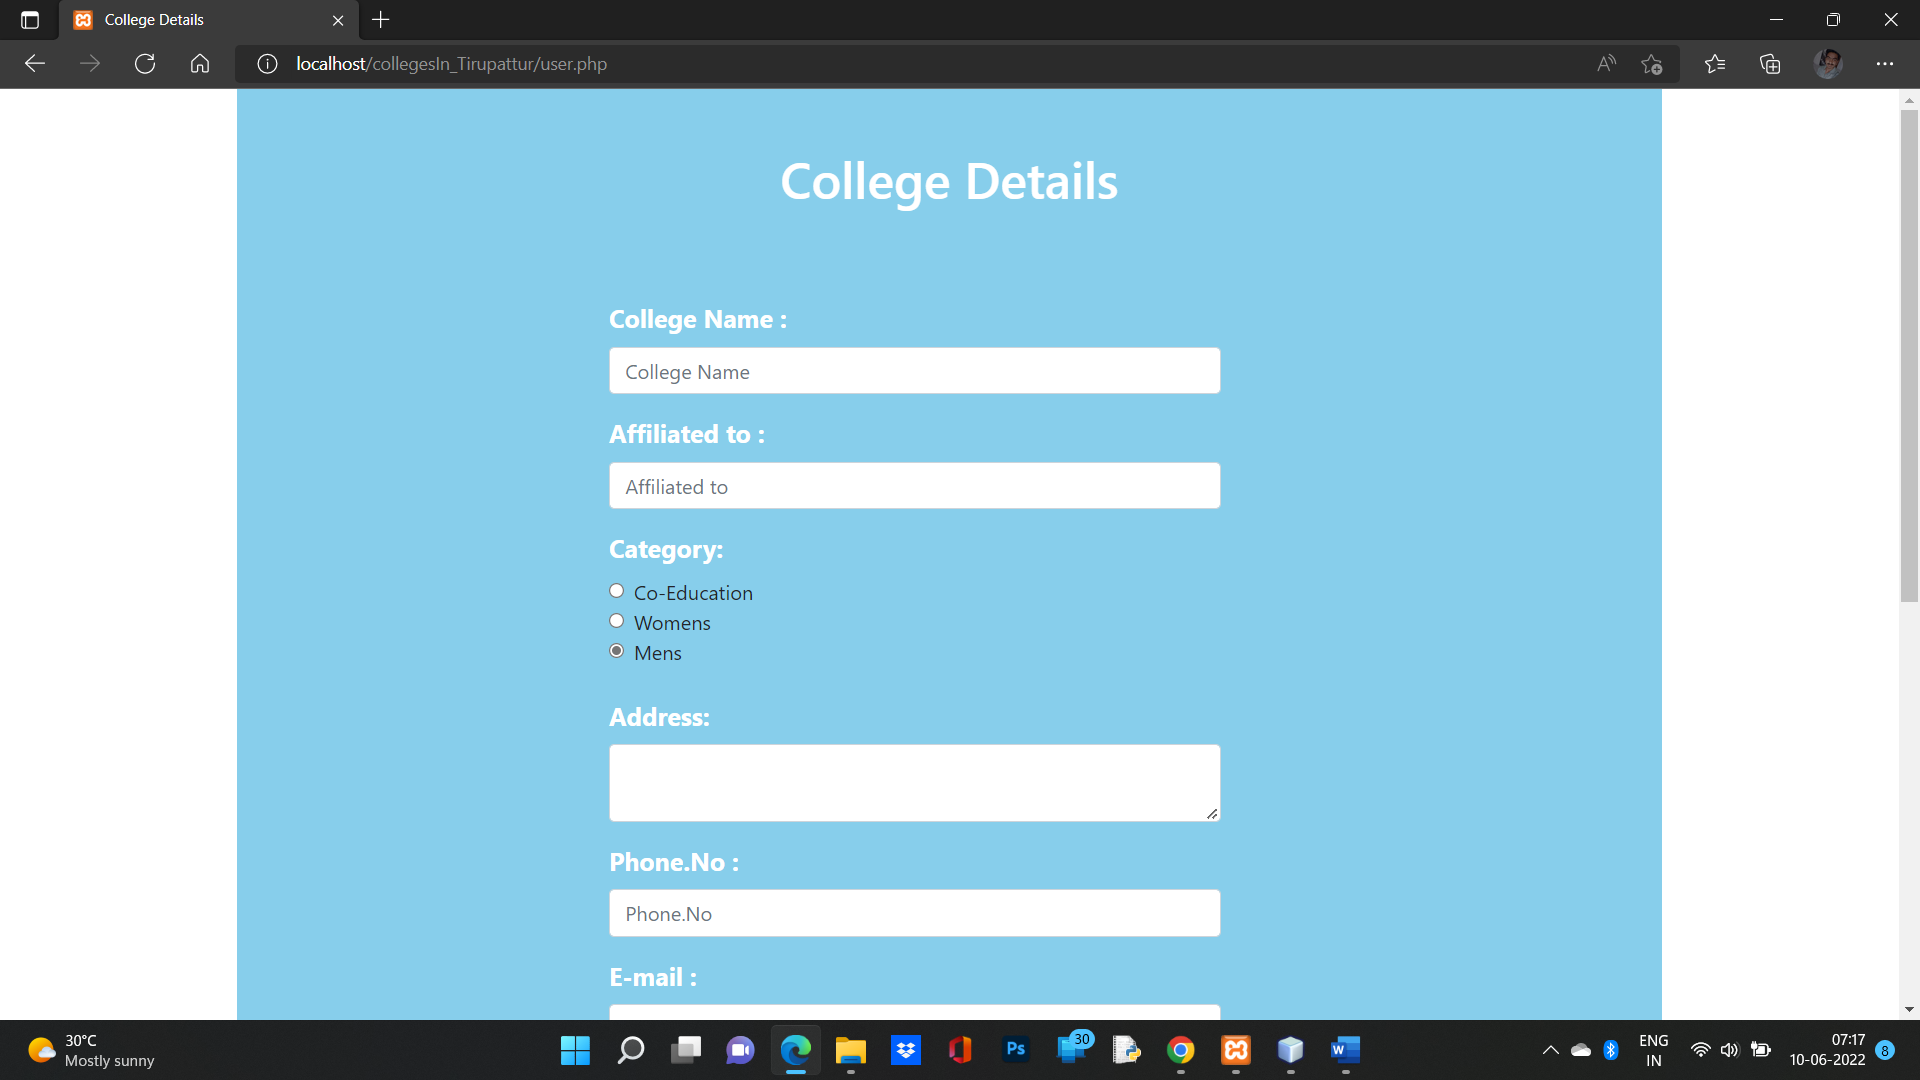 College Details
localhost/collegesIn_Tirupattur/user.php
College Details
College Name :
College Name
Affiliated to :
Affiliated to
Category:
Co-Education
Womens
Mens
Address:
Phone.No :
Phone.No
E-mail :
30°C
Mostly sunny
Ps
30
W
ENG
IN
07:17
10-06-2022
8